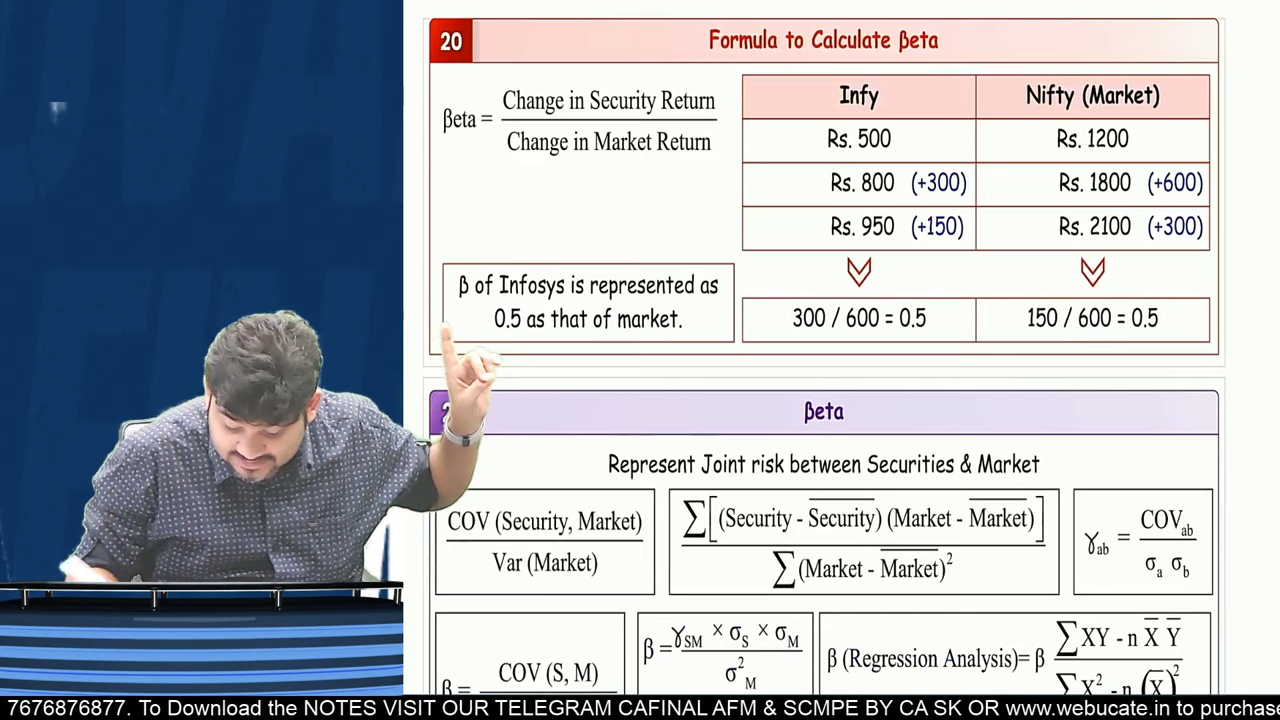 20
Formula to Calculate βeta
βeta = Change in Security Return
Change in Market Return
Infy Nifty (Market)
Rs. 500 Rs. 1200
Rs. 800 (+300) Rs. 1800 (+600)
Rs. 950 (+150) Rs. 2100 (+300)
300 / 600 = 0.5 150 / 600 = 0.5
β of Infosys is represented as
0.5 as that of market.
βeta
Represent Joint risk between Securities & Market
COV (Security, Market)
Var (Market)
∑[(Security - S̅e̅c̅u̅r̅i̅t̅y̅) (Market - M̅a̅r̅k̅e̅t̅)]
∑(Market - M̅a̅r̅k̅e̅t̅)²
γab = COVab
σa σb
β = COV (S, M)
β = γSM × σS × σM
σ²M
β (Regression Analysis)= β ∑XY - n X̅ Y̅
∑X² - n (X̅)²
7676876877. To Download the NOTES VISIT OUR TELEGRAM CAFINAL AFM & SCMPE BY CA SK OR www.webucate.in to purchase